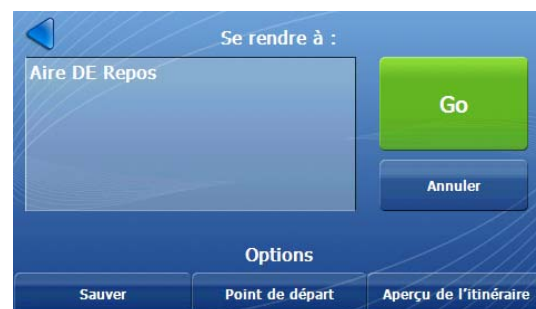 Se rendre à :
Aire DE Repos
Go
Annuler
Options
Sauver
Point de départ
Aperçu de l'itinéraire